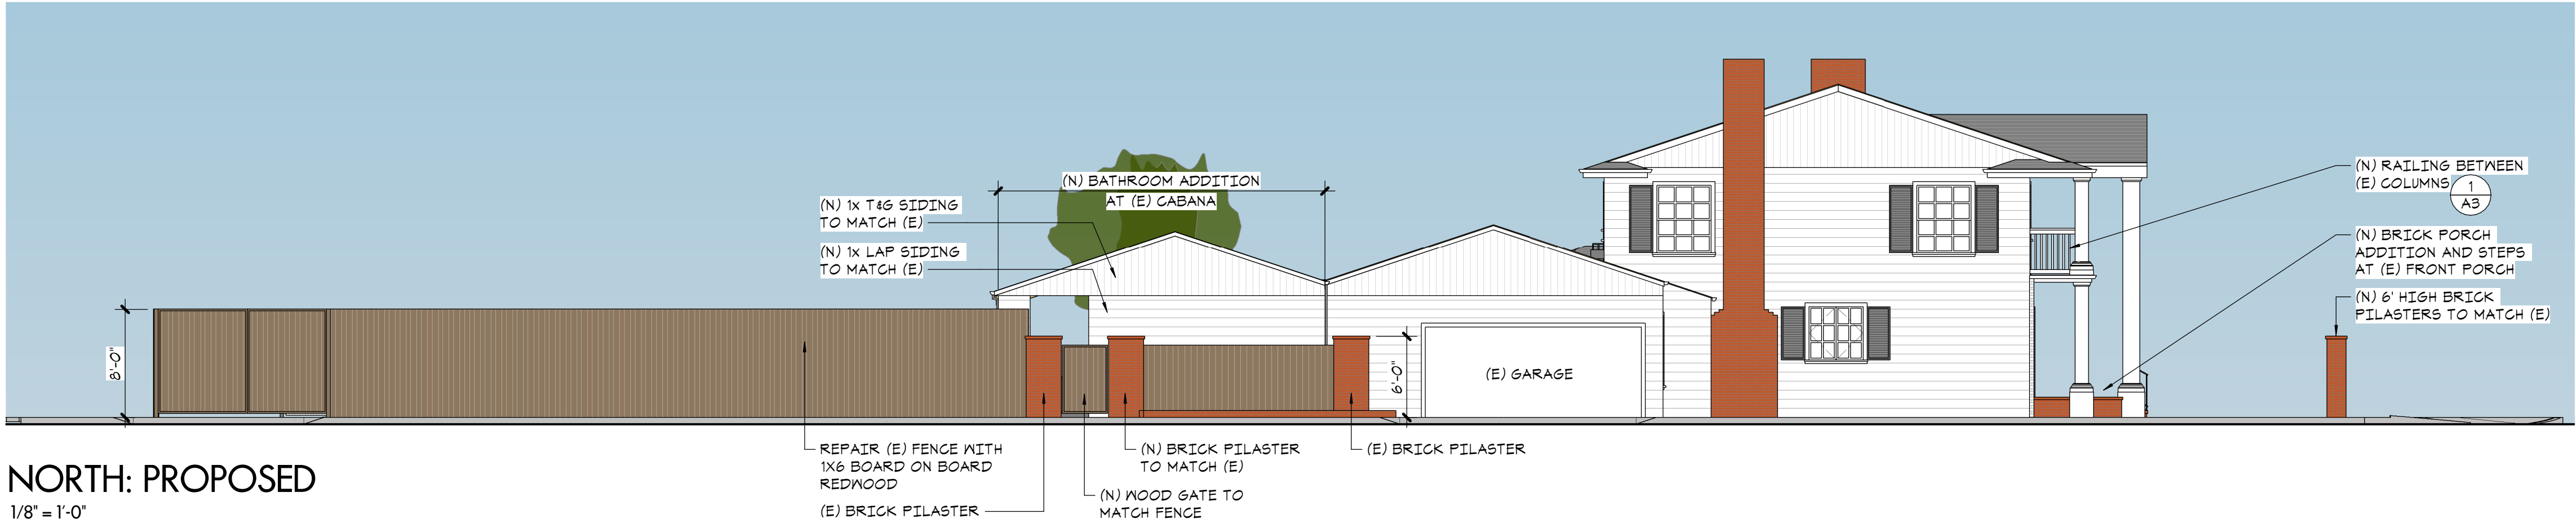 (N) BATHROOM ADDITION
AT (E) CABANA
(N) 1x T&G SIDING
TO MATCH (E)
(N) 1x LAP SIDING
TO MATCH (E)
8'-0"
6'-0"
(E) GARAGE
(N) RAILING BETWEEN
(E) COLUMNS
1
A3
(N) BRICK PORCH
ADDITION AND STEPS
AT (E) FRONT PORCH
(N) 6' HIGH BRICK
PILASTERS TO MATCH (E)
REPAIR (E) FENCE WITH
1X6 BOARD ON BOARD
REDWOOD
(E) BRICK PILASTER
(N) BRICK PILASTER
TO MATCH (E)
(N) WOOD GATE TO
MATCH FENCE
(E) BRICK PILASTER
NORTH: PROPOSED
1/8" = 1'-0"